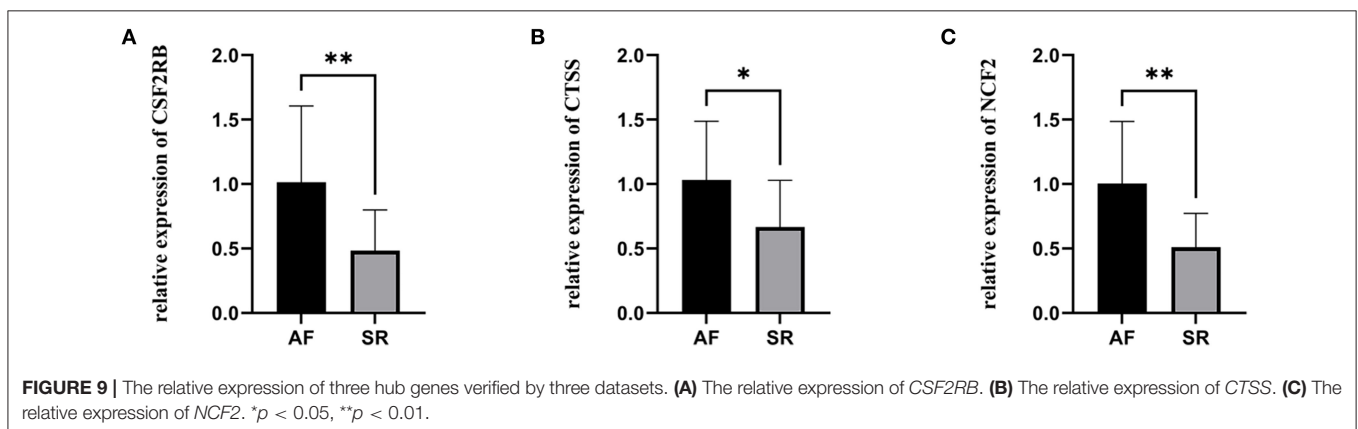 A
relative expression of CSF2RB
2.0
1.5
1.0
0.5
0.0
**
AF SR
B
relative expression of CTSS
2.0
1.5
1.0
0.5
0.0
*
AF SR
C
relative expression of NCF2
2.0
1.5
1.0
0.5
0.0
**
AF SR
FIGURE 9 | The relative expression of three hub genes verified by three datasets. (A) The relative expression of CSF2RB. (B) The relative expression of CTSS. (C) The
relative expression of NCF2. *p < 0.05, **p < 0.01.